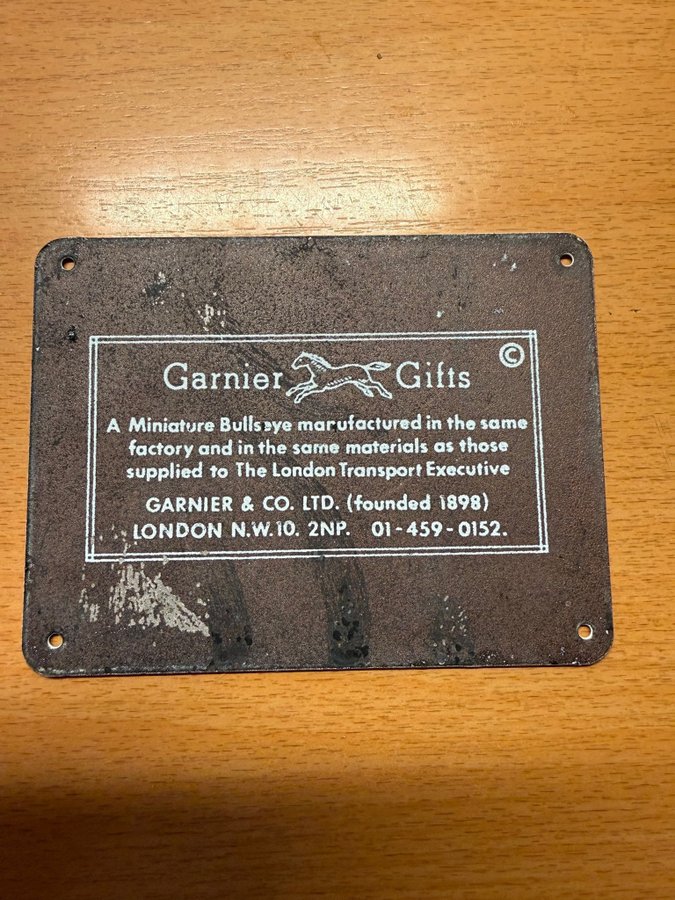 Garnier Gifts ©
A Miniature Bullseye manufactured in the same
factory and in the same materials as those
supplied to The London Transport Executive
GARNIER & CO. LTD. (founded 1898)
LONDON N.W.10. 2NP. 01-459-0152.